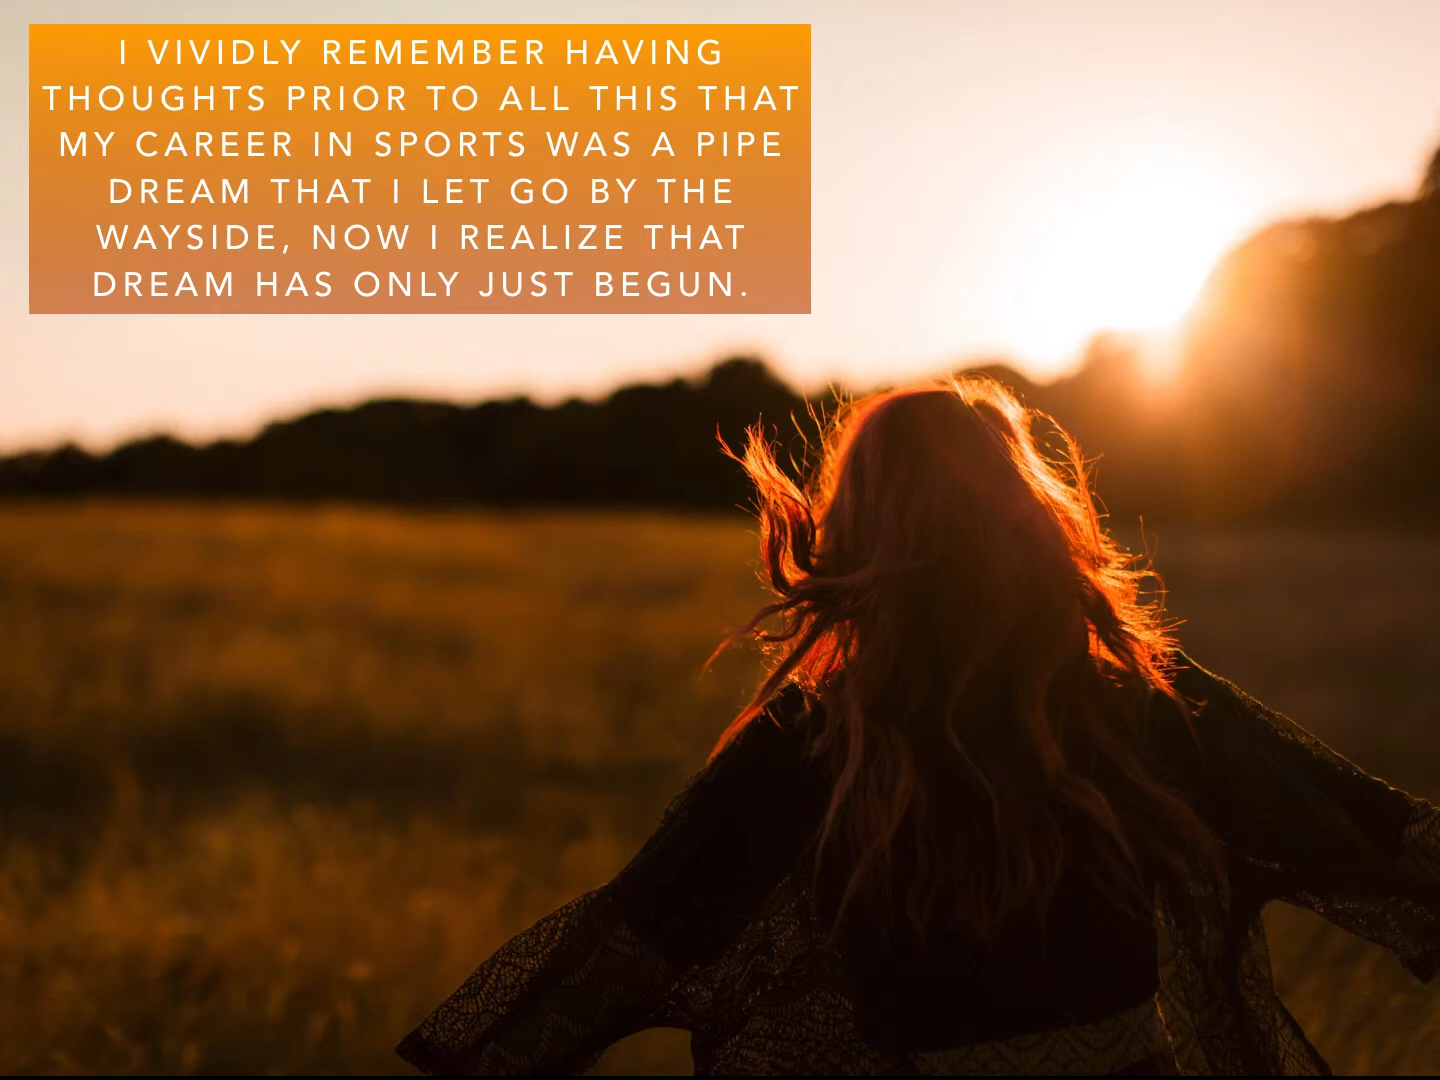 I VIVIDLY REMEMBER HAVING
THOUGHTS PRIOR TO ALL THIS THAT
MY CAREER IN SPORTS WAS A PIPE
DREAM THAT I LET GO BY THE
WAYSIDE, NOW I REALIZE THAT
DREAM HAS ONLY JUST BEGUN.